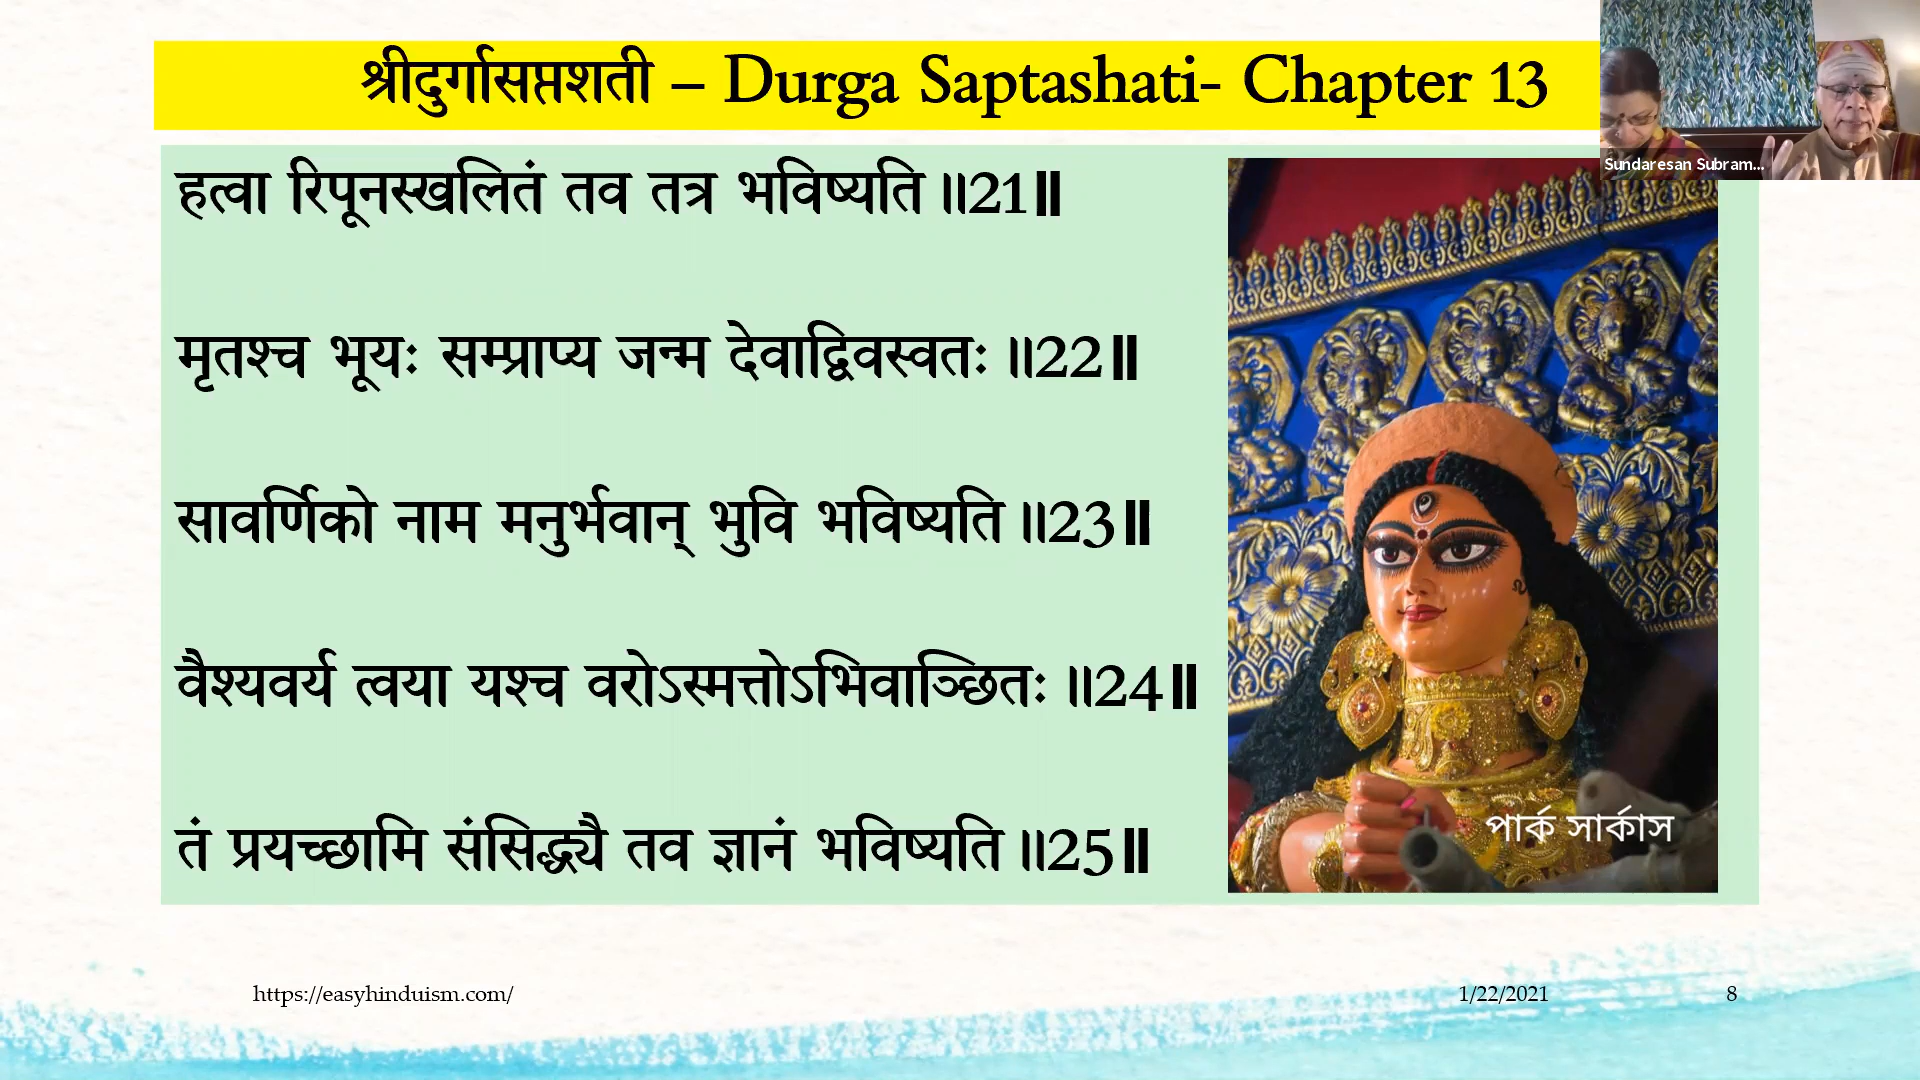 श्रीदुर्गासप्तशती – Durga Saptashati- Chapter 13
Sundaresan Subram...
हत्वा रिपूनस्खलितं तव तत्र भविष्यति ॥21॥
मृतश्च भूयः सम्प्राप्य जन्म देवाद्विवस्वतः ॥22॥
सावर्णिको नाम मनुर्भवान् भुवि भविष्यति ॥23॥
वैश्यवर्य त्वया यश्च वरोऽस्मत्तोऽभिवाञ्छितः ॥24॥
तं प्रयच्छामि संसिद्ध्यै तव ज्ञानं भविष्यति ॥25॥
পার্ক সার্কাস
https://easyhinduism.com/
1/22/2021
8